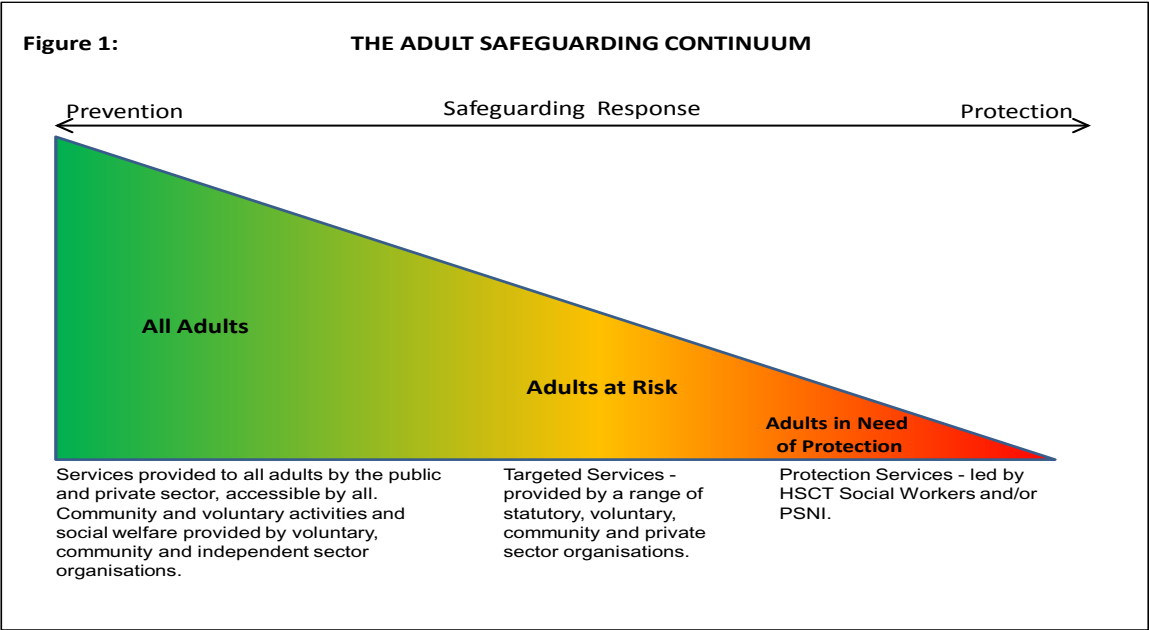 Figure 1:
THE ADULT SAFEGUARDING CONTINUUM
Prevention
Safeguarding Response
Protection
All Adults
Adults at Risk
Adults in Need
of Protection
Services provided to all adults by the public
and private sector, accessible by all.
Community and voluntary activities and
social welfare provided by voluntary,
community and independent sector
organisations.
Targeted Services -
provided by a range of
statutory, voluntary,
community and private
sector organisations.
Protection Services - led by
HSCT Social Workers and/or
PSNI.